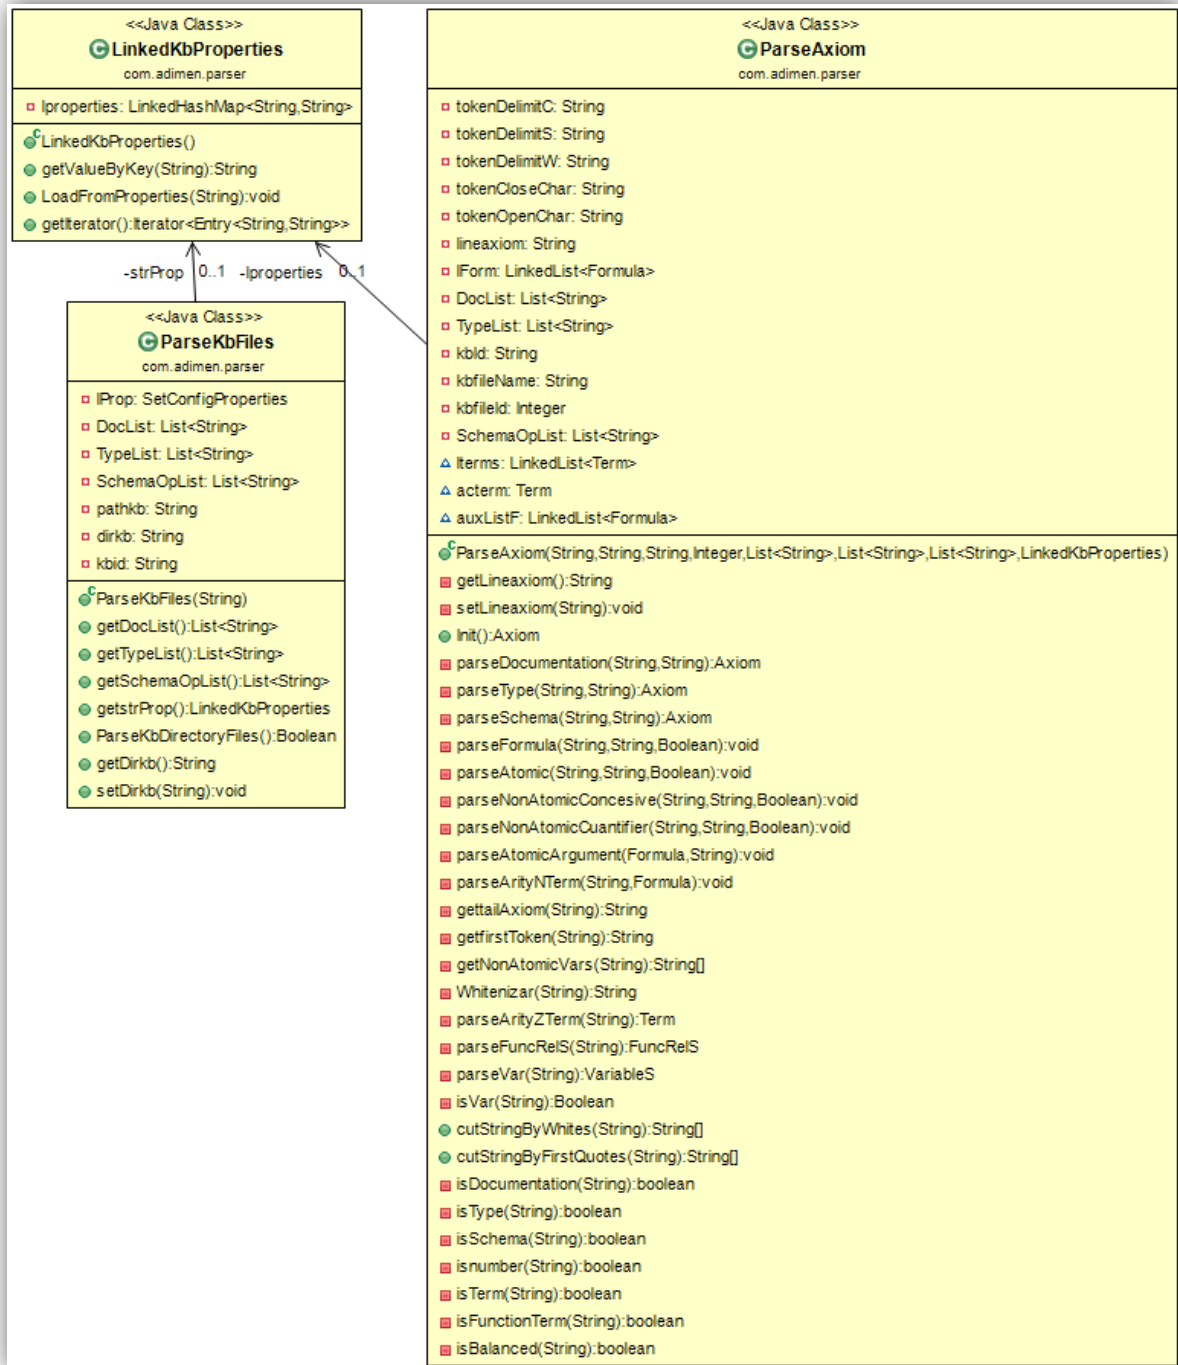 <<Java Class>>
LinkedKbProperties
com.adimen.parser
lproperties: LinkedHashMap<String,String>
LinkedKbProperties()
getValueByKey(String):String
LoadFromProperties(String):void
getIterator():Iterator<Entry<String,String>>
-strProp 0..1 -lproperties 0..1
<<Java Class>>
ParseKbFiles
com.adimen.parser
lProp: SetConfigProperties
DocList: List<String>
TypeList: List<String>
SchemaOpList: List<String>
pathkb: String
dirkb: String
kbid: String
ParseKbFiles(String)
getDocList():List<String>
getTypeList():List<String>
getSchemaOpList():List<String>
getstrProp():LinkedKbProperties
ParseKbDirectoryFiles():Boolean
getDirkb():String
setDirkb(String):void
<<Java Class>>
ParseAxiom
com.adimen.parser
tokenDelimitC: String
tokenDelimitS: String
tokenDelimitW: String
tokenCloseChar: String
tokenOpenChar: String
lineaxiom: String
lForm: LinkedList<Formula>
DocList: List<String>
TypeList: List<String>
kbId: String
kbfileName: String
kbfileId: Integer
SchemaOpList: List<String>
lterms: LinkedList<Term>
acterm: Term
auxListF: LinkedList<Formula>
ParseAxiom(String,String,String,Integer,List<String>,List<String>,List<String>,LinkedKbProperties)
getLineaxiom():String
setLineaxiom(String):void
Init():Axiom
parseDocumentation(String,String):Axiom
parseType(String,String):Axiom
parseSchema(String,String):Axiom
parseFormula(String,String,Boolean):void
parseAtomic(String,String,Boolean):void
parseNonAtomicConcesive(String,String,Boolean):void
parseNonAtomicCuantifier(String,String,Boolean):void
parseAtomicArgument(Formula,String):void
parseArityNTerm(String,Formula):void
gettailAxiom(String):String
getfirstToken(String):String
getNonAtomicVars(String):String[]
Whitenizar(String):String
parseArityZTerm(String):Term
parseFuncRelS(String):FuncRelS
parseVar(String):VariableS
isVar(String):Boolean
cutStringByWhites(String):String[]
cutStringByFirstQuotes(String):String[]
isDocumentation(String):boolean
isType(String):boolean
isSchema(String):boolean
isnumber(String):boolean
isTerm(String):boolean
isFunctionTerm(String):boolean
isBalanced(String):boolean